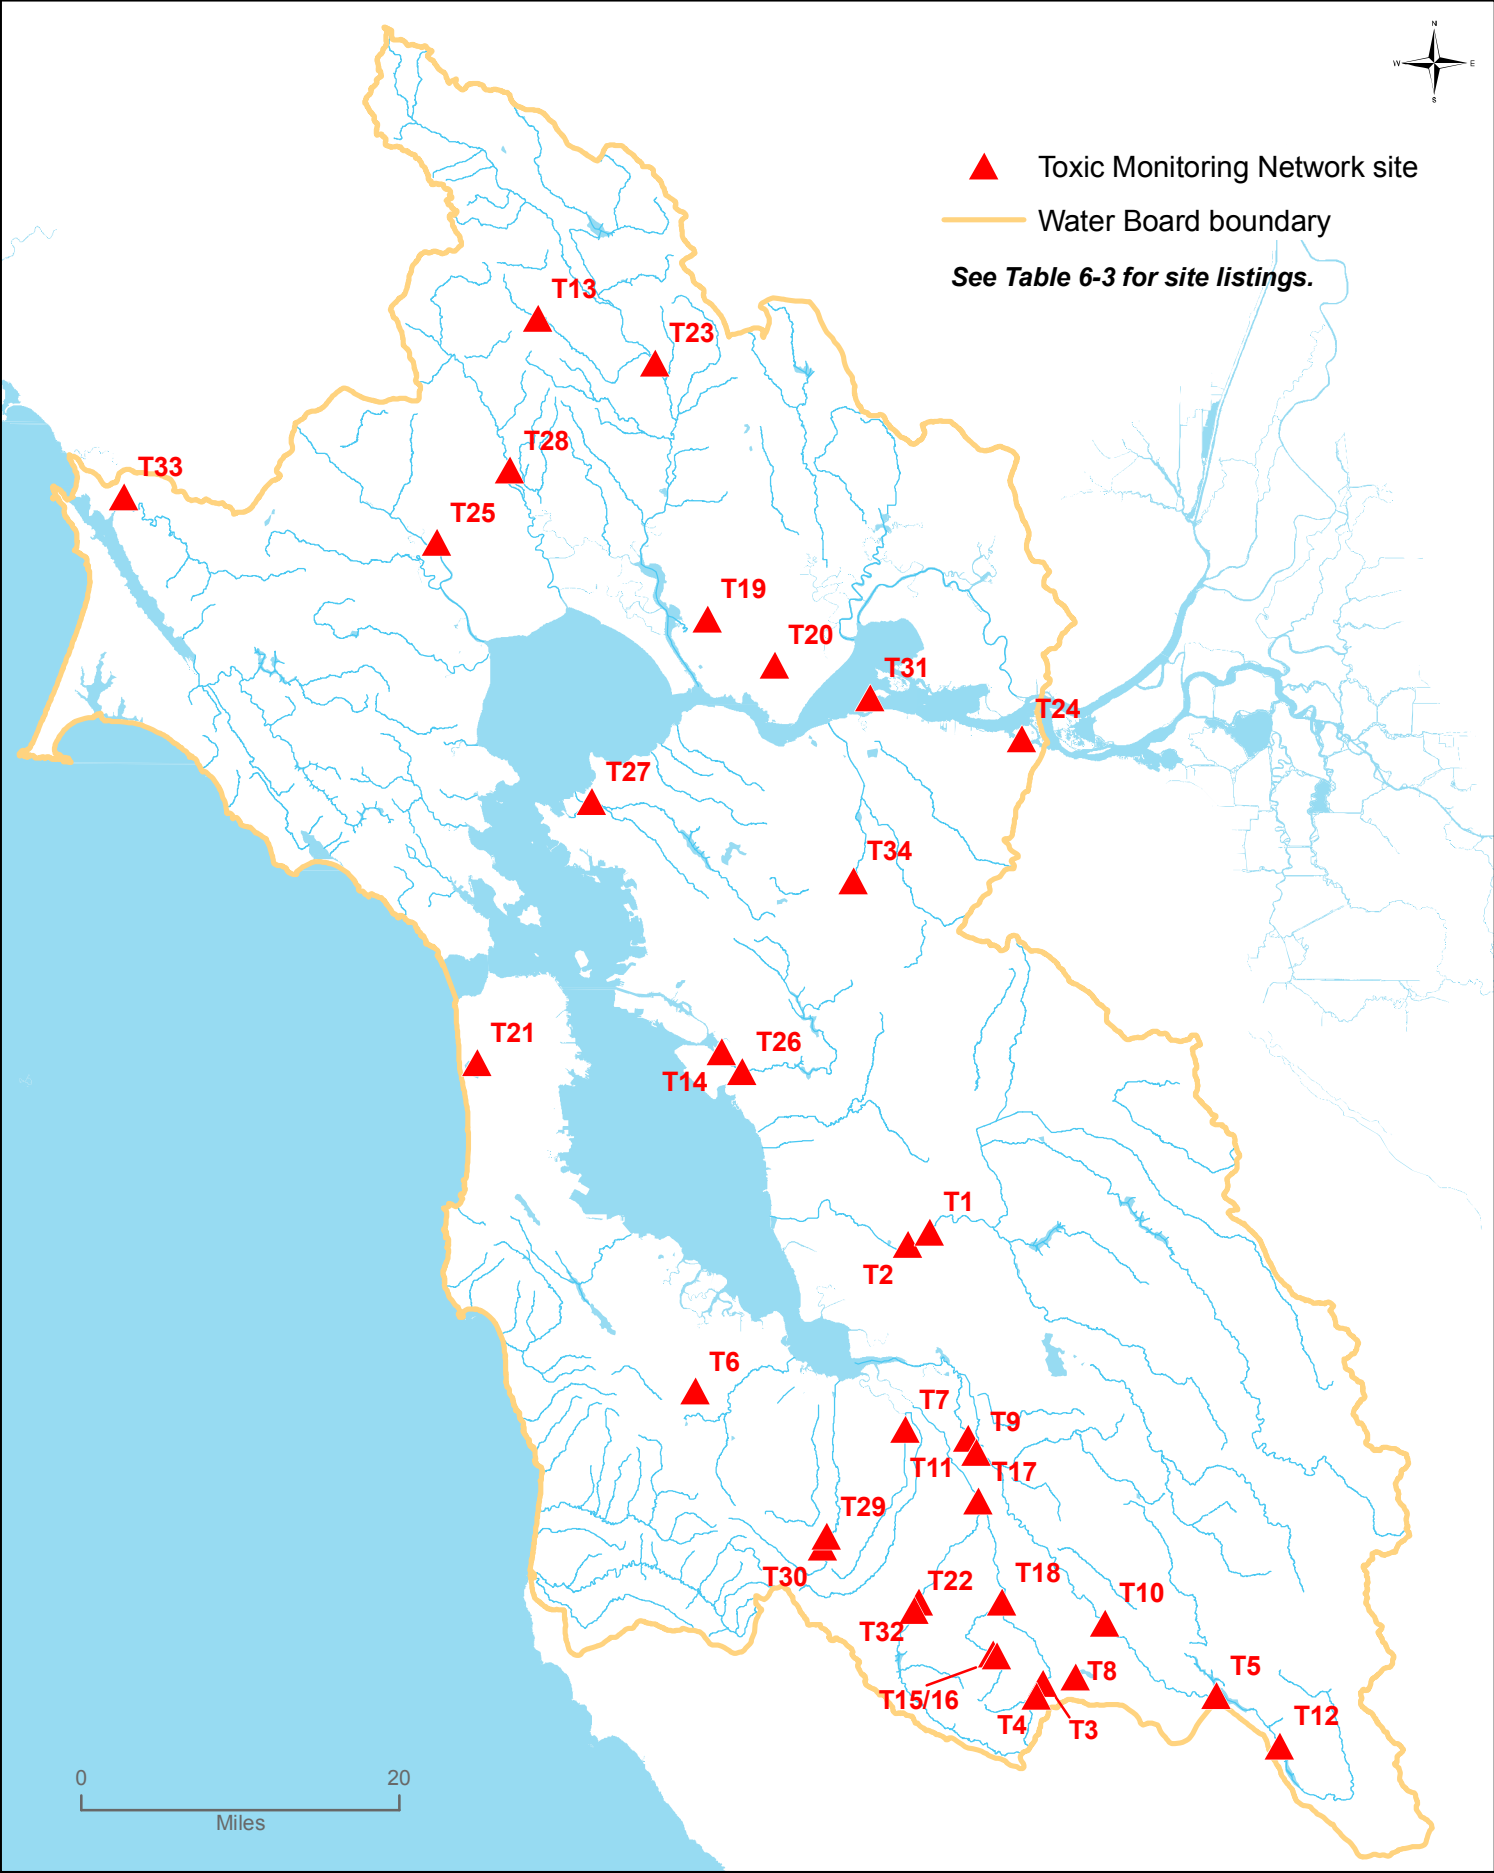 N
W E
S
Toxic Monitoring Network site
Water Board boundary
See Table 6-3 for site listings.
T13
T23
T28
T33
T25
T19
T20
T31
T24
T27
T34
T21
T26
T14
T1
T2
T6
T7
T9
T11
T17
T29
T30
T18
T22
T10
T32
T5
T8
T15/16
T4
T3
T12
0 20
Miles